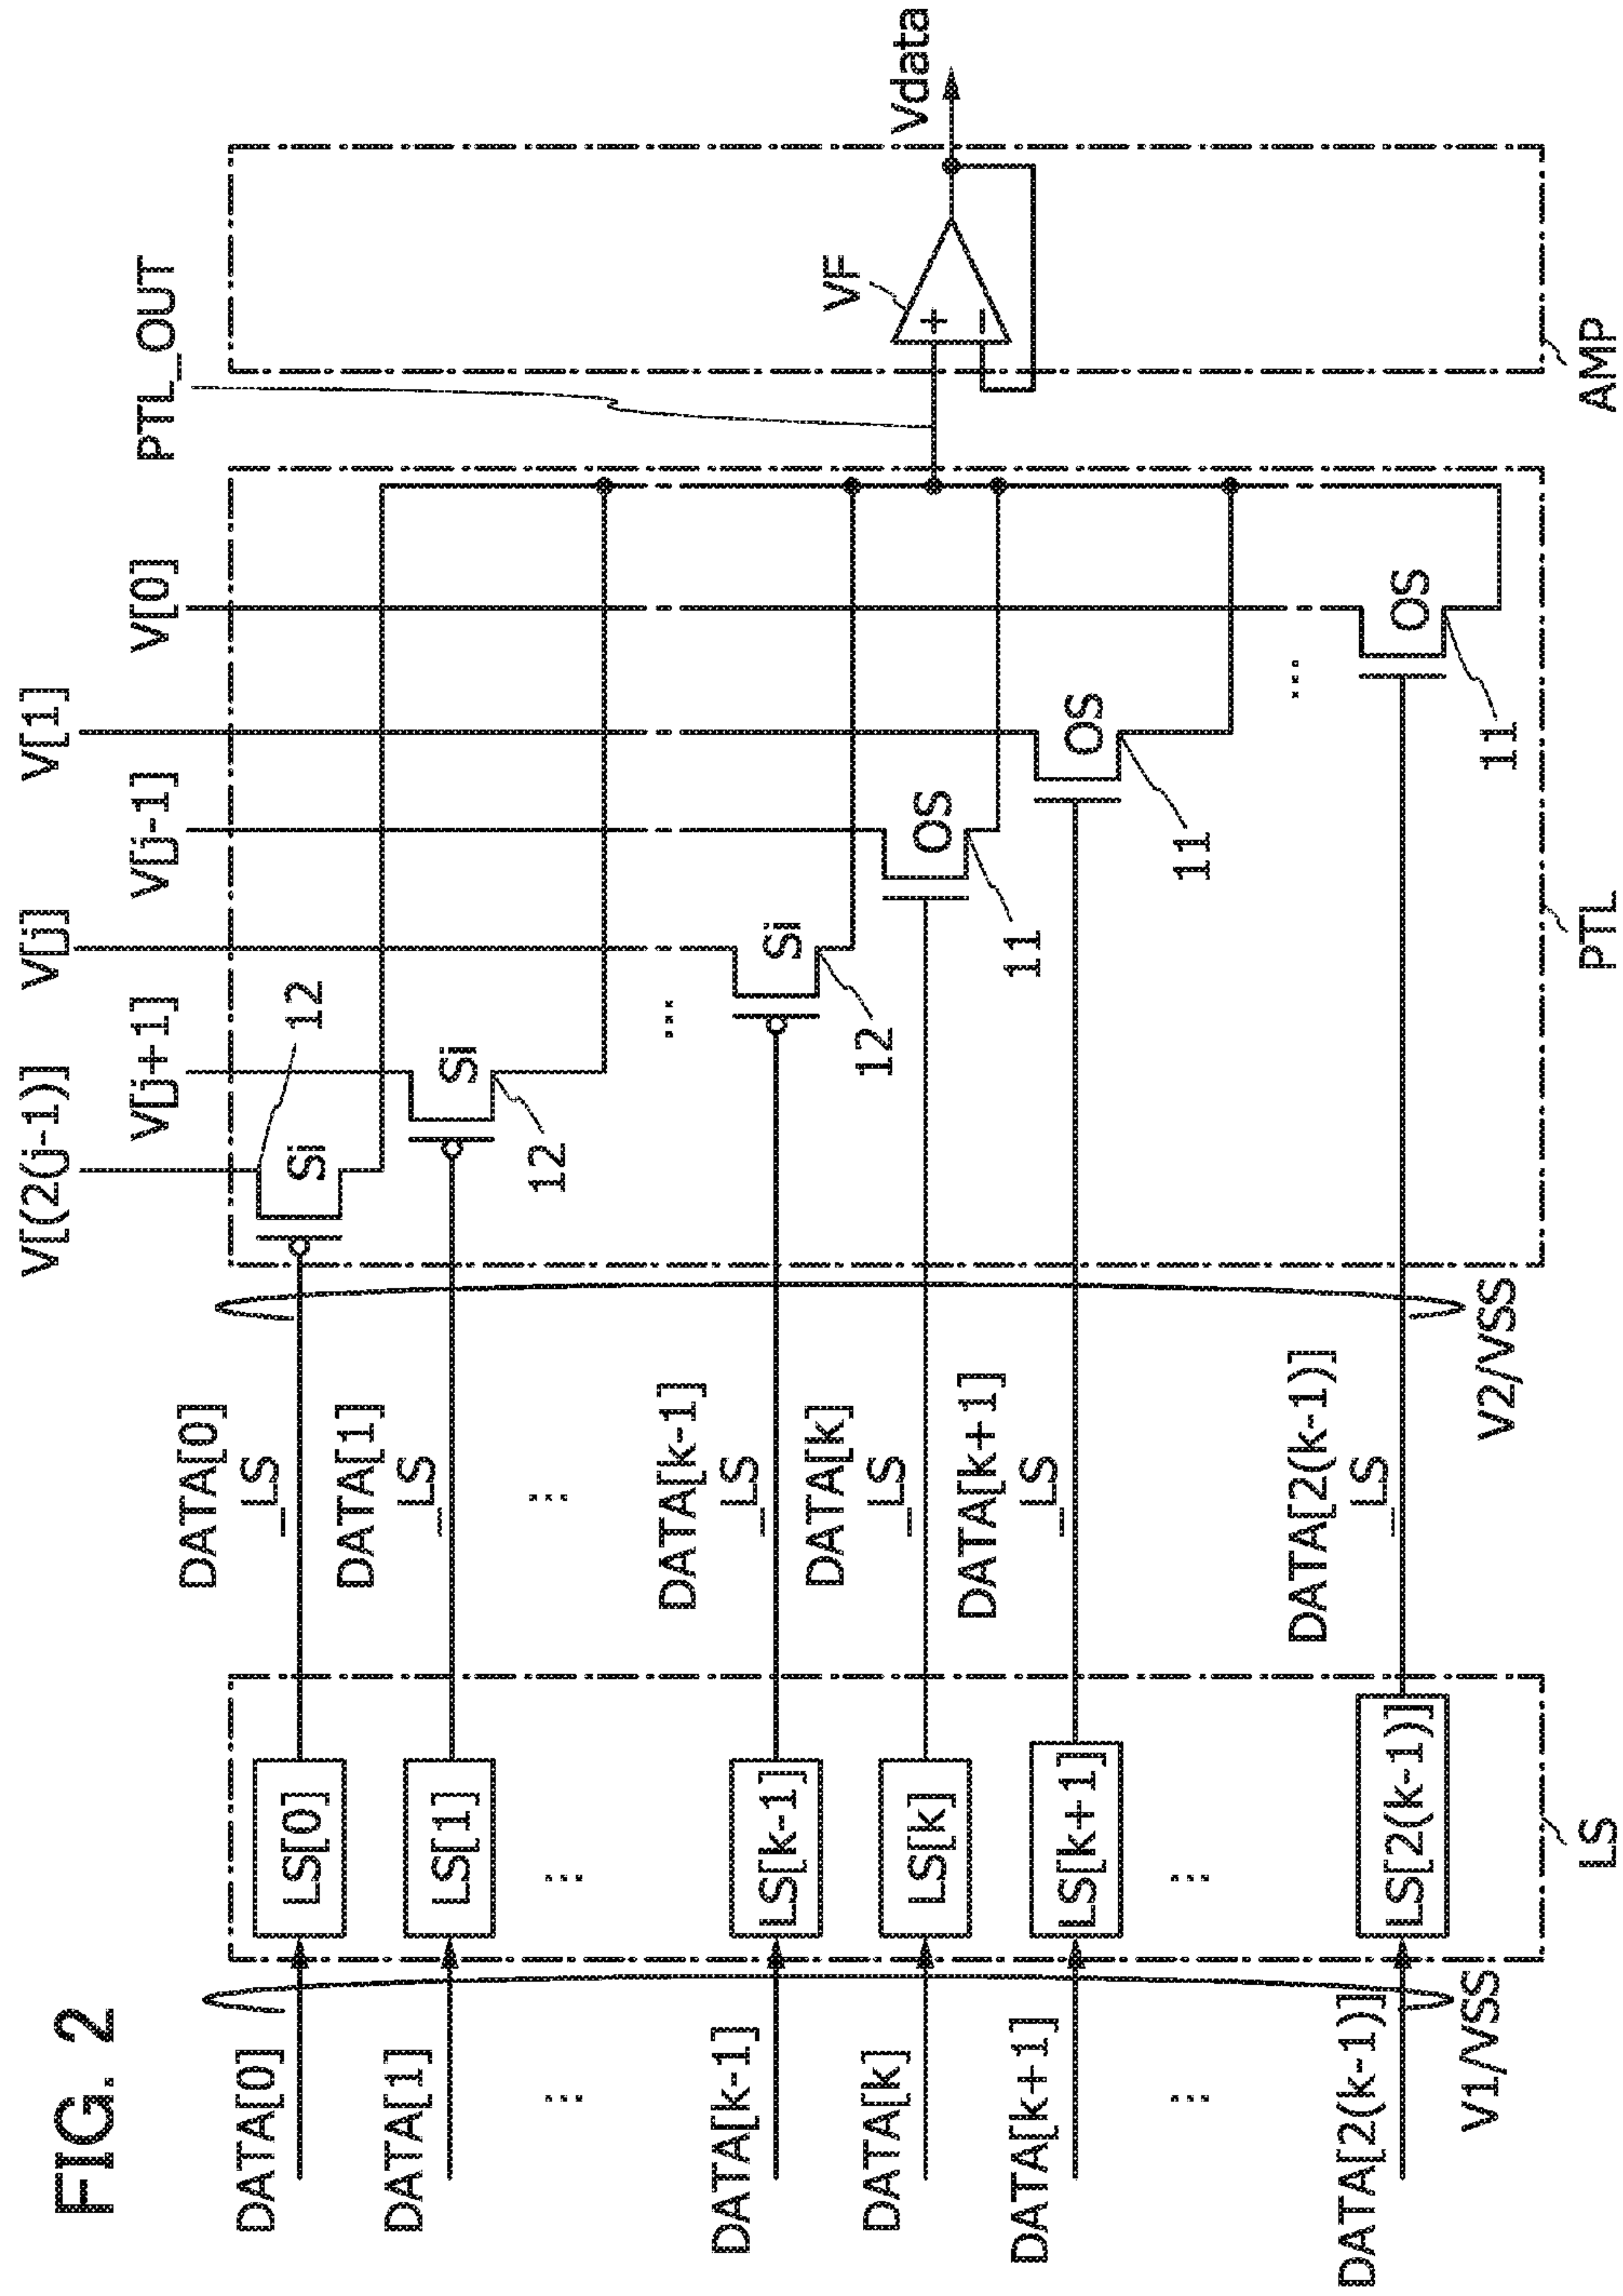 FIG. 2
V[(2(j-1)]
V[j+1]
V[j]
V[j-1]
V[1]
V[0]
PTL_OUT
DATA[0]
LS[0]
DATA[0]
_LS
Si
12
DATA[1]
LS[1]
DATA[1]
_LS
Si
12
...
...
...
...
DATA[k-1]
LS[k-1]
DATA[k-1]
_LS
Si
12
VF
+
-
Vdata
DATA[k]
LS[k]
DATA[k]
_LS
OS
11
DATA[k+1]
LS[k+1]
DATA[k+1]
_LS
OS
11
...
...
...
DATA[2(k-1)]
LS[2(k-1)]
DATA[2(k-1)]
_LS
OS
11
V1/VSS
V2/VSS
LS
PTL
AMP